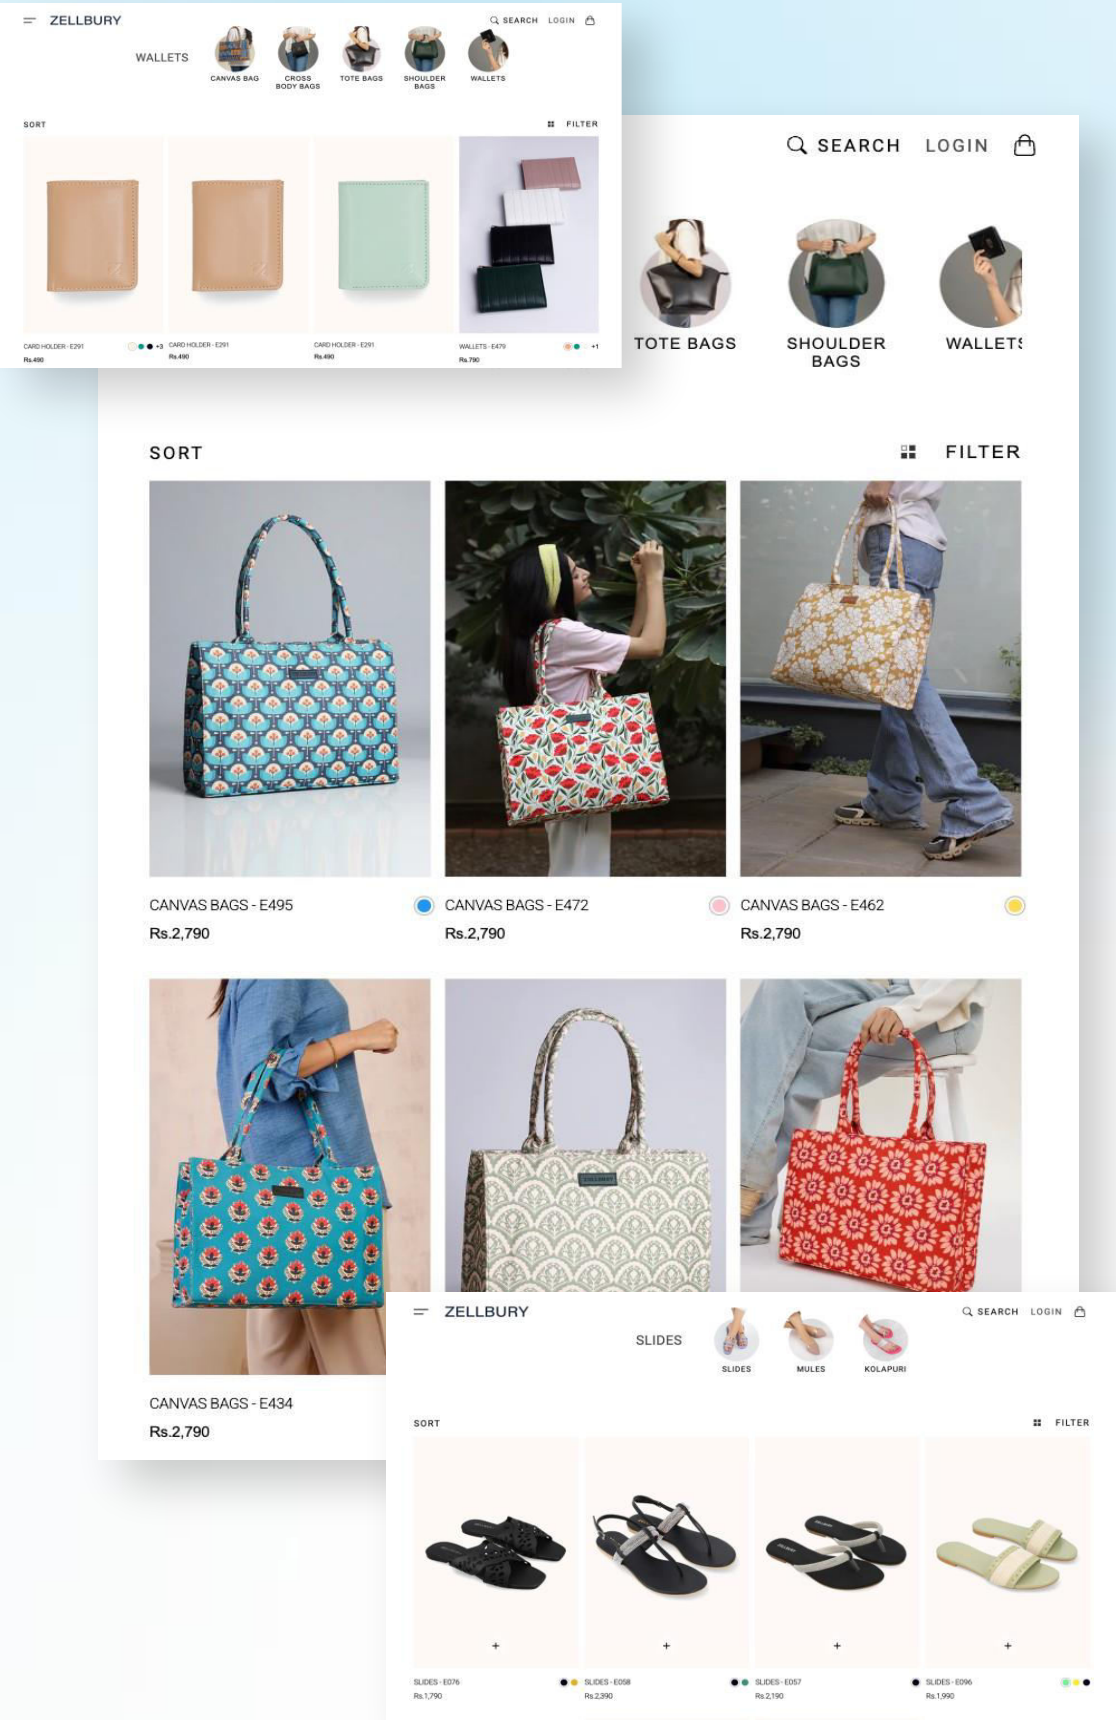 ZELLBURY
SEARCH LOGIN
WALLETS
CANVAS BAG
CROSS
BODY BAGS
TOTE BAGS
SHOULDER
BAGS
WALLETS
SORT
FILTER
CARD HOLDER - E291
+3
Rs.490
CARD HOLDER - E291
Rs.490
CARD HOLDER - E291
Rs.490
WALLETS - E479
+1
Rs.790
SEARCH LOGIN
TOTE BAGS
SHOULDER
BAGS
WALLETS
SORT
FILTER
CANVAS BAGS - E495
Rs.2,790
CANVAS BAGS - E472
Rs.2,790
CANVAS BAGS - E462
Rs.2,790
ZELLBURY
CANVAS BAGS - E434
Rs.2,790
ZELLBURY
SEARCH LOGIN
SLIDES
SLIDES
MULES
KOLAPURI
SORT
FILTER
+
+
+
+
SLIDES - E076
Rs.1,790
SLIDES - E058
Rs.2,390
SLIDES - E057
Rs.2,190
SLIDES - E096
Rs.1,990